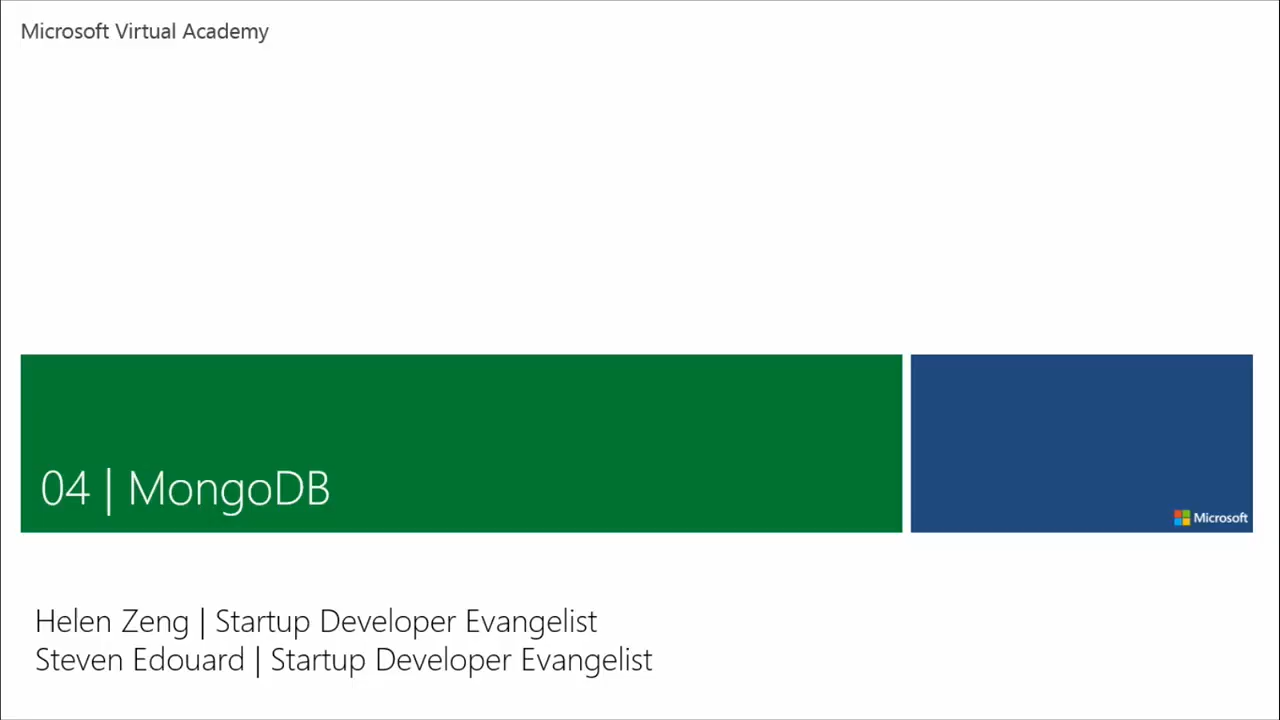 Microsoft Virtual Academy
04 | MongoDB
Microsoft
Helen Zeng | Startup Developer Evangelist
Steven Edouard | Startup Developer Evangelist